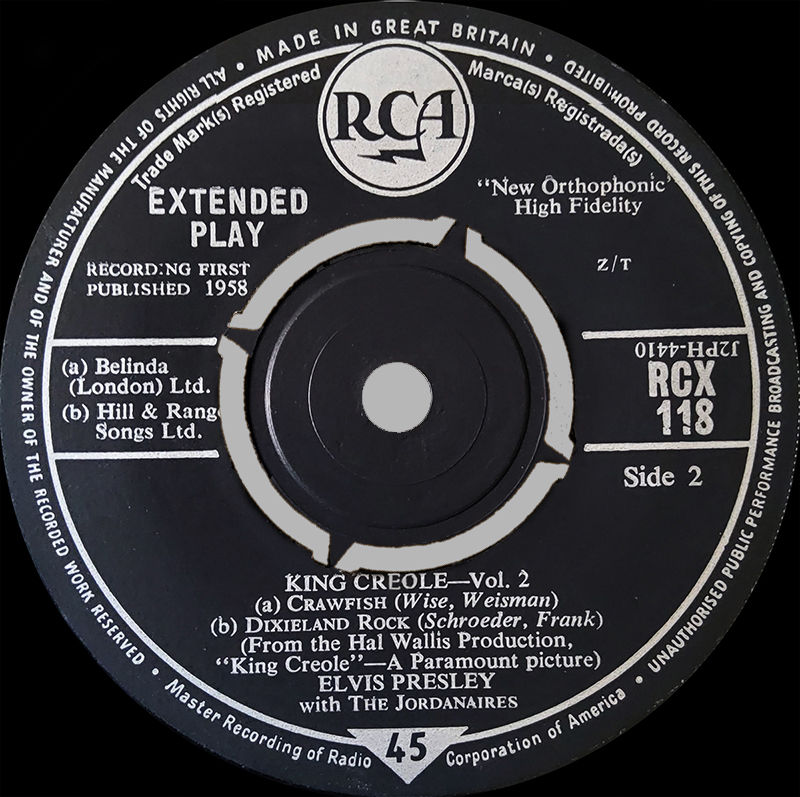 MADE IN GREAT BRITAIN • ALL RIGHTS OF THE MANUFACTURER AND OF THE OWNER OF THE RECORDED WORK RESERVED • UNAUTHORISED PUBLIC PERFORMANCE BROADCASTING AND COPYING OF THIS RECORD PROHIBITED •
Trade Mark(s) Registered
RCA
Marca(s) Registrada(s)
EXTENDED
PLAY
"New Orthophonic"
High Fidelity
RECORDING FIRST
PUBLISHED 1958
Z/T
(a) Belinda
(London) Ltd.
(b) Hill & Range
Songs Ltd.
J2PH-4410
RCX
118
Side 2
KING CREOLE—Vol. 2
(a) CRAWFISH (Wise, Weisman)
(b) DIXIELAND ROCK (Schroeder, Frank)
(From the Hal Wallis Production,
"King Creole"—A Paramount picture)
ELVIS PRESLEY
with THE JORDANAIRES
• Master Recording of Radio Corporation of America •
45